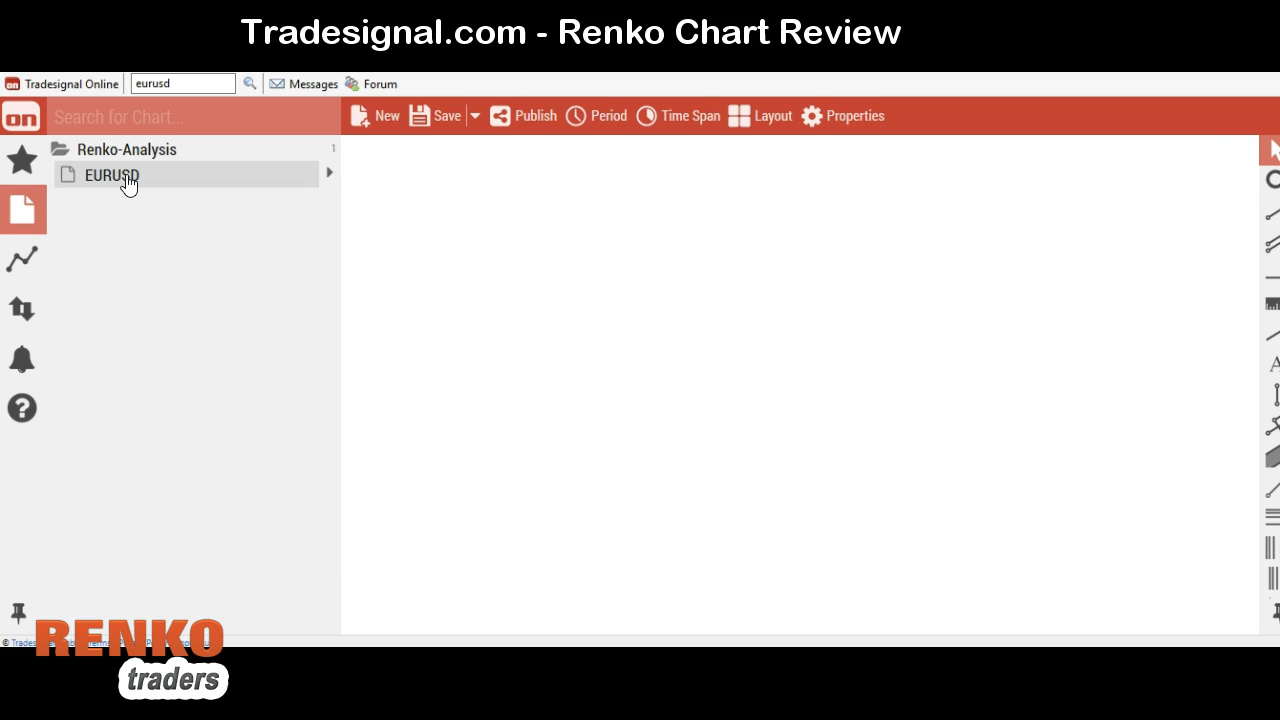 Tradesignal.com - Renko Chart Review
Tradesignal Online eurusd Messages Forum
on Search for Chart... New Save Publish Period Time Span Layout Properties
Renko-Analysis 1
EURUSD
A
©
RENKO
traders